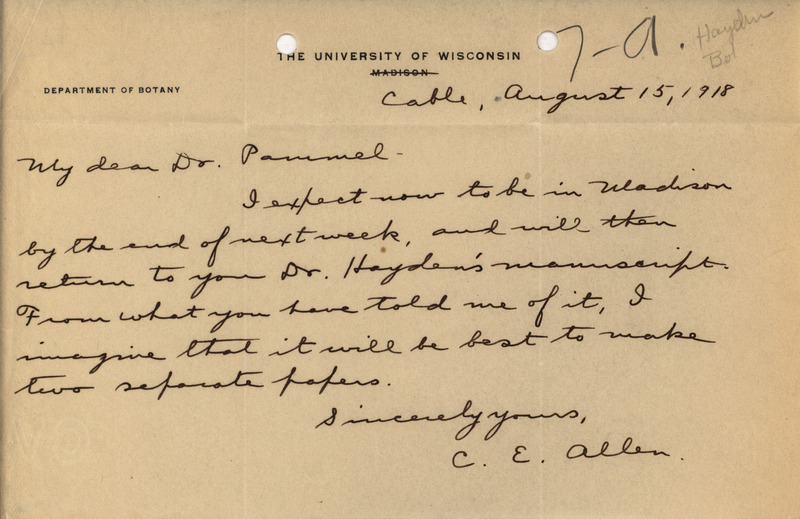 7-a. Hayden
Bot
THE UNIVERSITY OF WISCONSIN
MADISON
DEPARTMENT OF BOTANY
Cable, August 15, 1918
My dear Dr. Pammel-
I expect now to be in Madison
by the end of next week, and will then
return to you Dr. Hayden's manuscript.
From what you have told me of it, I
imagine that it will be best to make
two separate papers.
Sincerely yours,
C. E. Allen.